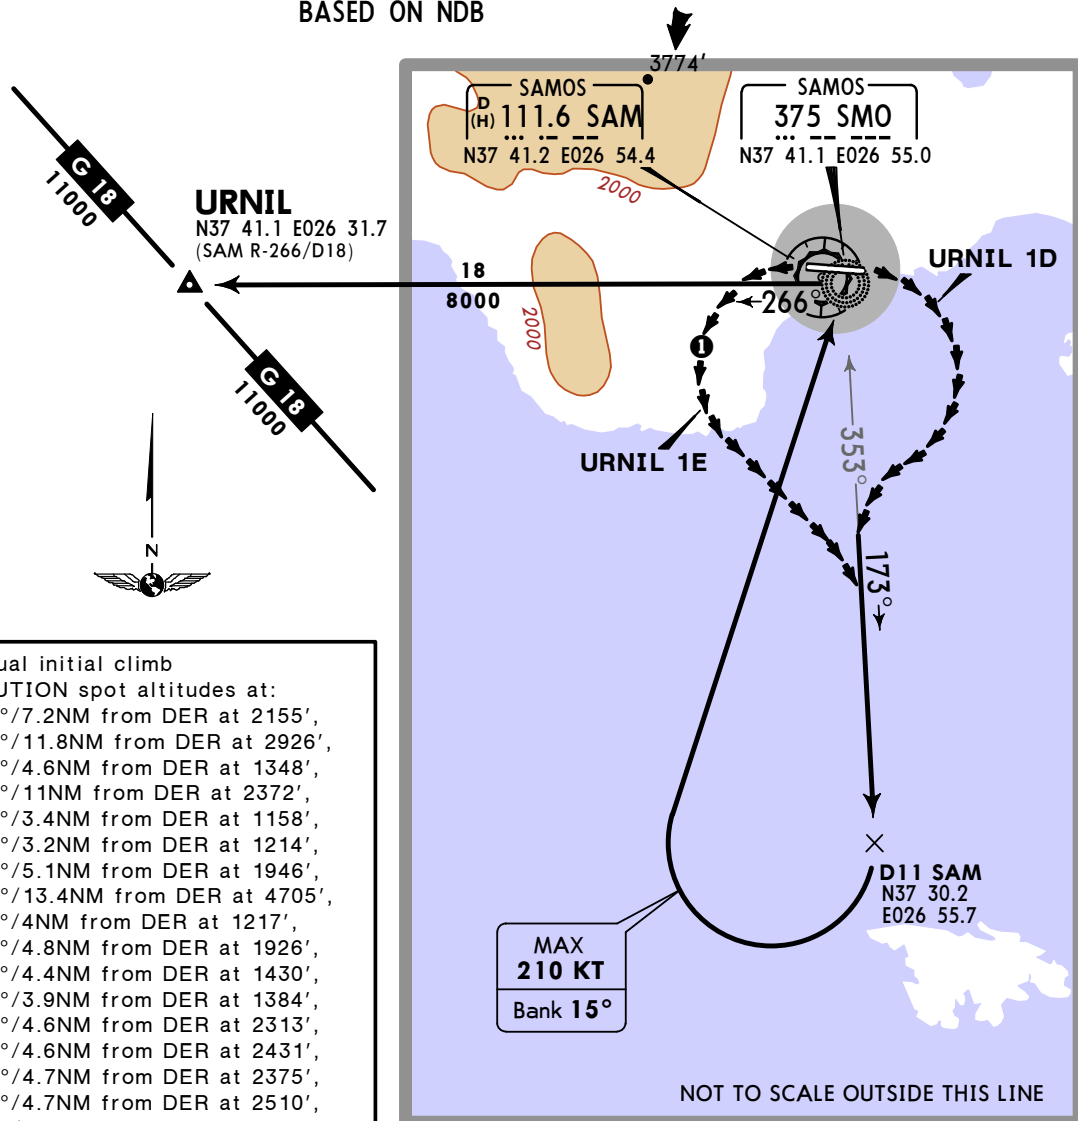 BASED ON NDB
3774'
SAMOS
D
(H) 111.6 SAM
N37 41.2 E026 54.4
SAMOS
375 SMO
N37 41.1 E026 55.0
2000
G 18
11000
URNIL
N37 41.1 E026 31.7
(SAM R-266/D18)
18
8000
266°
URNIL 1D
2000
G 18
11000
1
URNIL 1E
353°
173°
N
D11 SAM
N37 30.2
E026 55.7
MAX
210 KT
Bank 15°
NOT TO SCALE OUTSIDE THIS LINE
ual initial climb
UTION spot altitudes at:
°/7.2NM from DER at 2155',
°/11.8NM from DER at 2926',
°/4.6NM from DER at 1348',
°/11NM from DER at 2372',
°/3.4NM from DER at 1158',
°/3.2NM from DER at 1214',
°/5.1NM from DER at 1946',
°/13.4NM from DER at 4705',
°/4NM from DER at 1217',
°/4.8NM from DER at 1926',
°/4.4NM from DER at 1430',
°/3.9NM from DER at 1384',
°/4.6NM from DER at 2313',
°/4.6NM from DER at 2431',
°/4.7NM from DER at 2375',
°/4.7NM from DER at 2510',